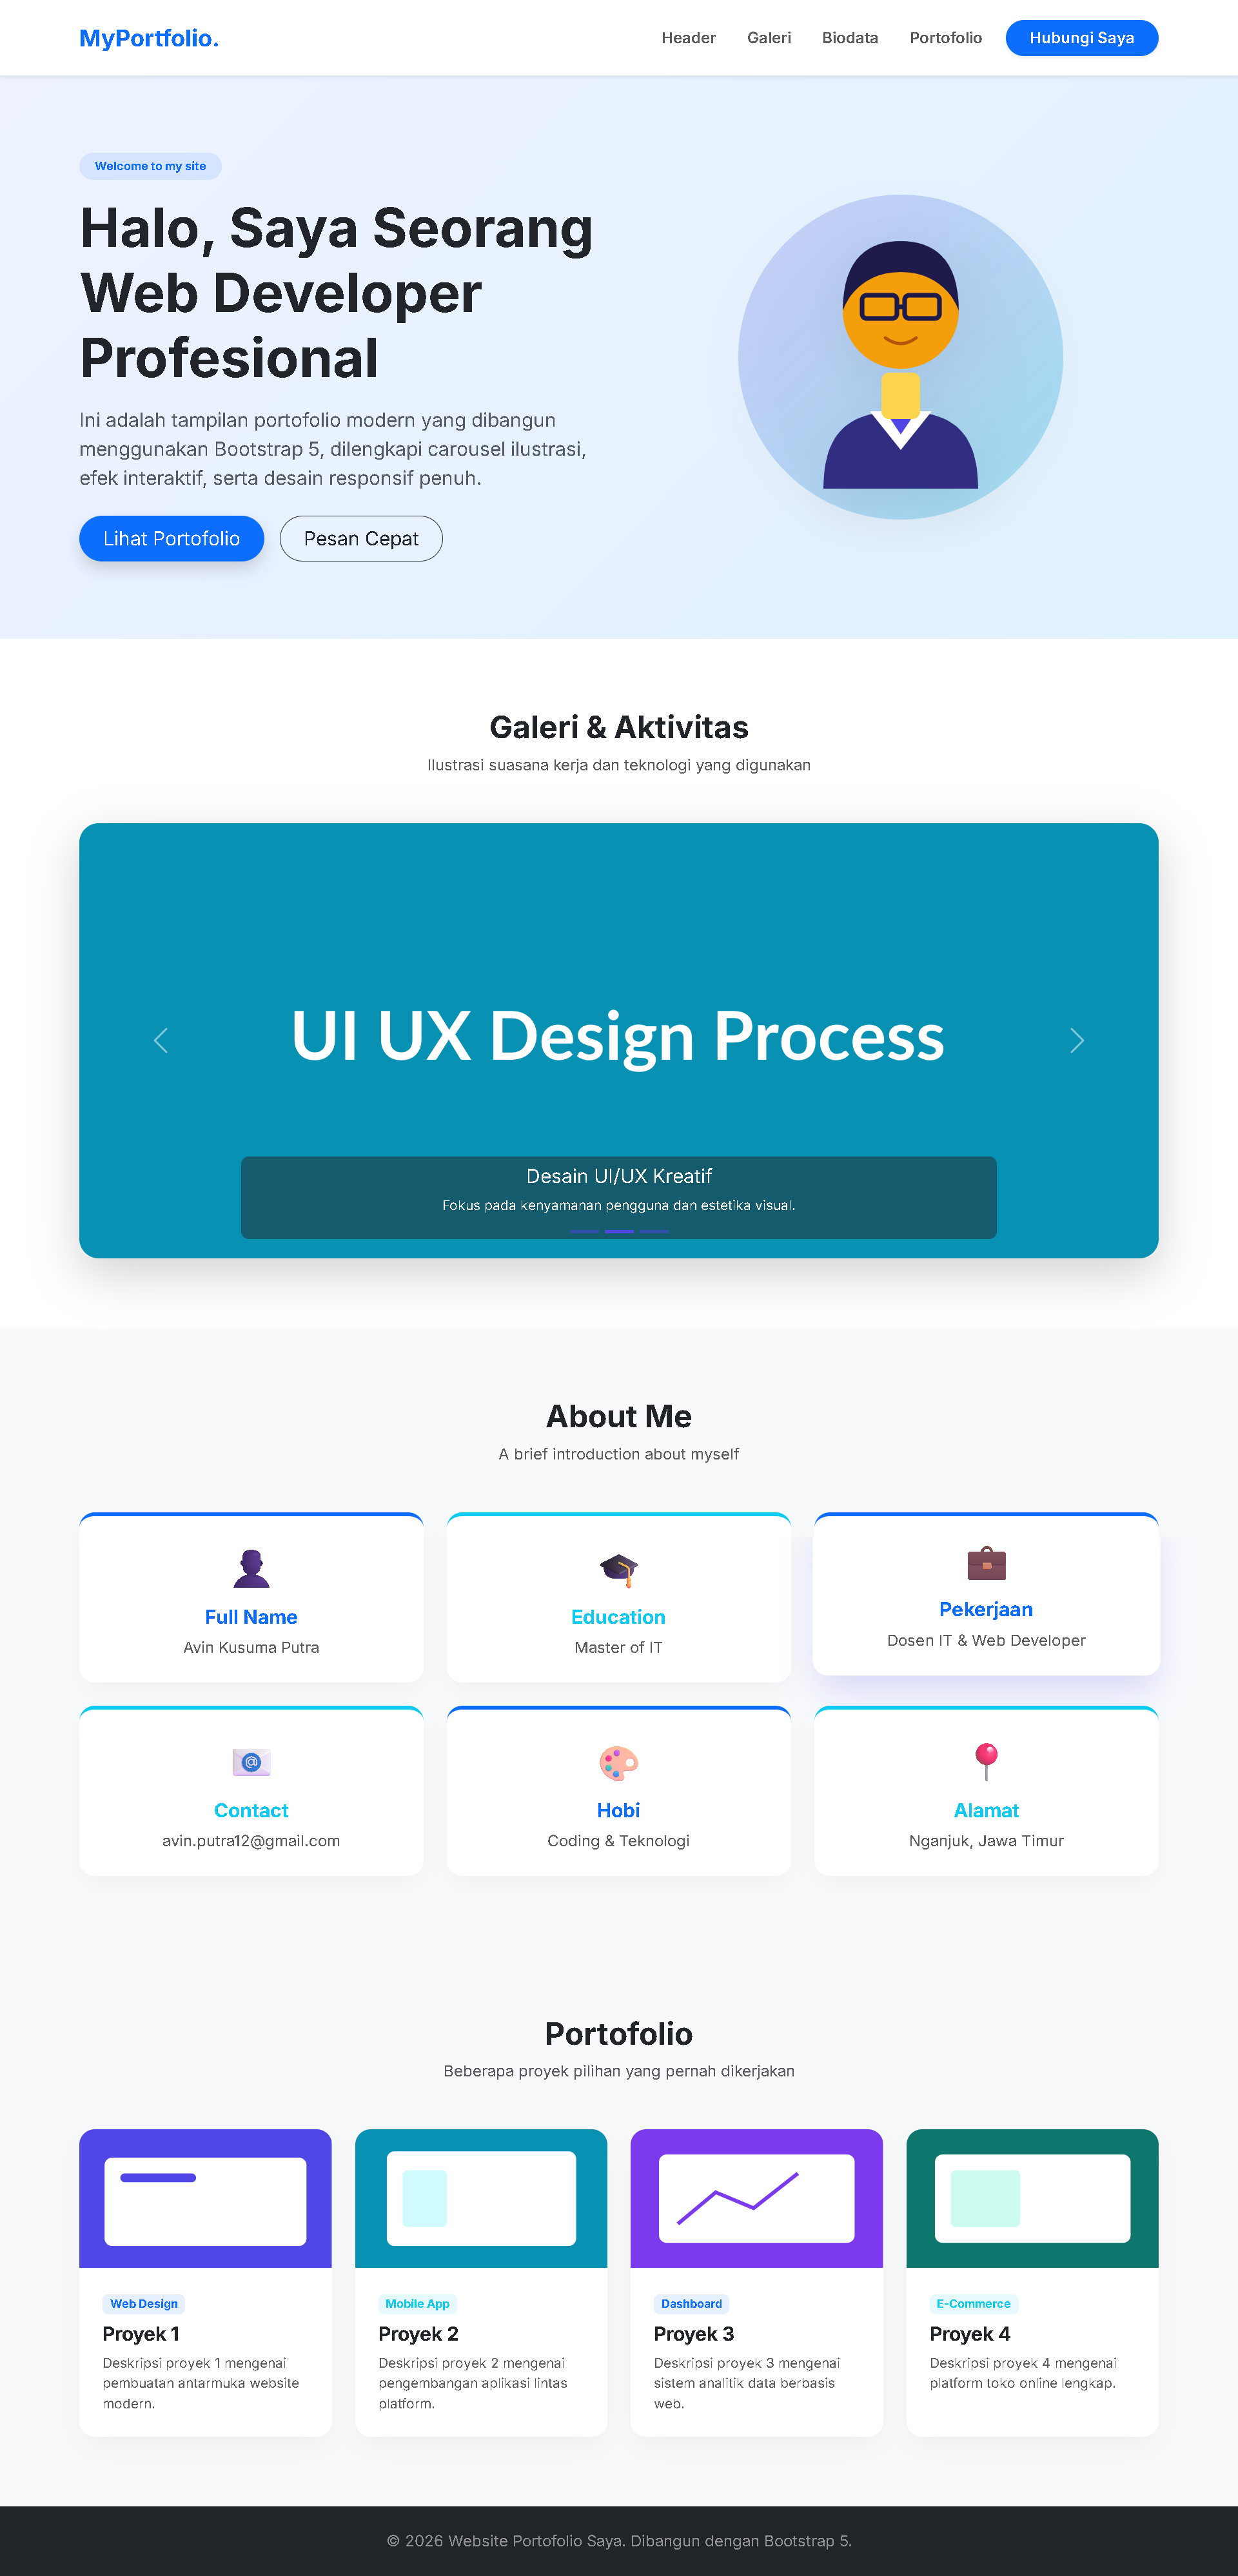 MyPortfolio.
Header
Galeri
Biodata
Portofolio
Hubungi Saya
Welcome to my site
Halo, Saya Seorang
Web Developer
Profesional
Ini adalah tampilan portofolio modern yang dibangun
menggunakan Bootstrap 5, dilengkapi carousel ilustrasi,
efek interaktif, serta desain responsif penuh.
Lihat Portofolio
Pesan Cepat
Galeri & Aktivitas
Ilustrasi suasana kerja dan teknologi yang digunakan
UI UX Design Process
Desain UI/UX Kreatif
Fokus pada kenyamanan pengguna dan estetika visual.
About Me
A brief introduction about myself
Full Name
Avin Kusuma Putra
Education
Master of IT
Pekerjaan
Dosen IT & Web Developer
Contact
avin.putra12@gmail.com
Hobi
Coding & Teknologi
Alamat
Nganjuk, Jawa Timur
Portofolio
Beberapa proyek pilihan yang pernah dikerjakan
Web Design
Proyek 1
Deskripsi proyek 1 mengenai
pembuatan antarmuka website
modern.
Mobile App
Proyek 2
Deskripsi proyek 2 mengenai
pengembangan aplikasi lintas
platform.
Dashboard
Proyek 3
Deskripsi proyek 3 mengenai
sistem analitik data berbasis
web.
E-Commerce
Proyek 4
Deskripsi proyek 4 mengenai
platform toko online lengkap.
© 2026 Website Portofolio Saya. Dibangun dengan Bootstrap 5.